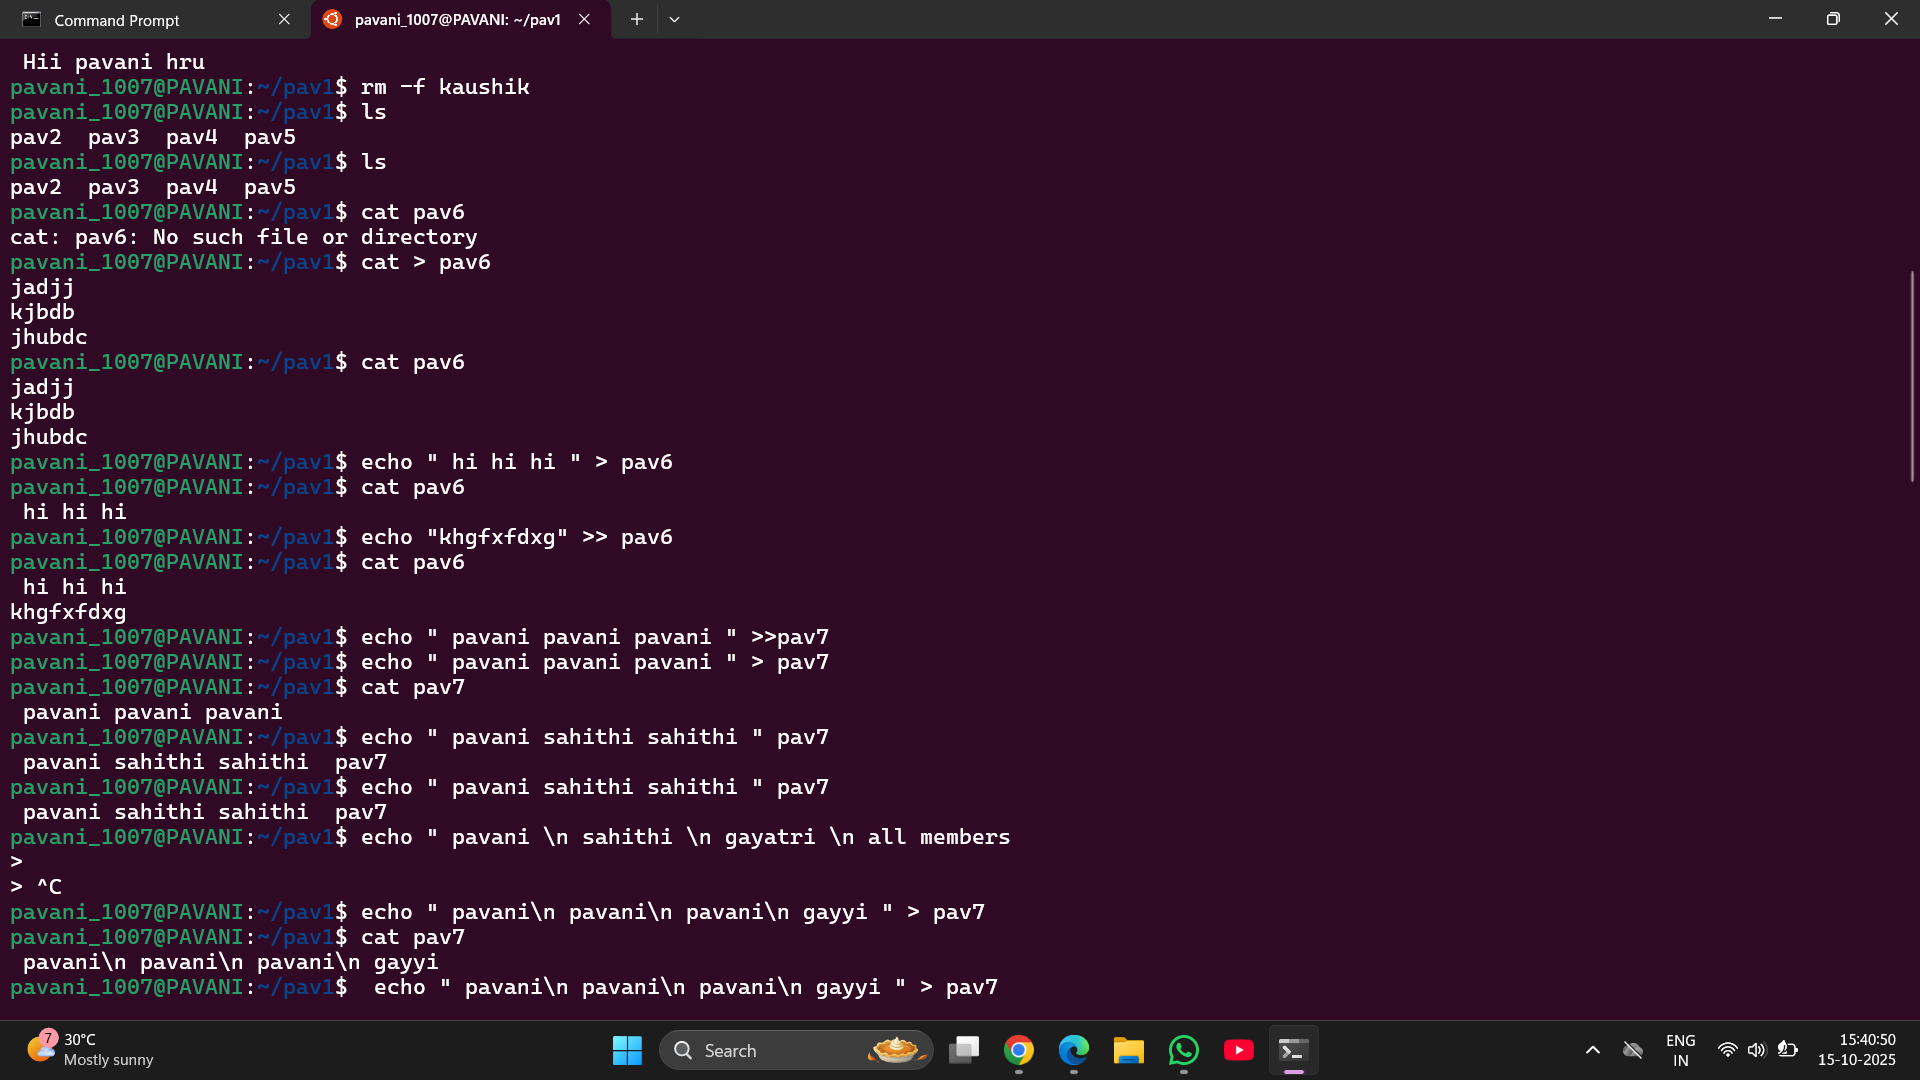 Command Prompt
pavani_1007@PAVANI: ~/pav1
 Hii pavani hru
pavani_1007@PAVANI:~/pav1$ rm -f kaushik
pavani_1007@PAVANI:~/pav1$ ls
pav2  pav3  pav4  pav5
pavani_1007@PAVANI:~/pav1$ ls
pav2  pav3  pav4  pav5
pavani_1007@PAVANI:~/pav1$ cat pav6
cat: pav6: No such file or directory
pavani_1007@PAVANI:~/pav1$ cat > pav6
jadjj
kjbdb
jhubdc
pavani_1007@PAVANI:~/pav1$ cat pav6
jadjj
kjbdb
jhubdc
pavani_1007@PAVANI:~/pav1$ echo " hi hi hi " > pav6
pavani_1007@PAVANI:~/pav1$ cat pav6
 hi hi hi
pavani_1007@PAVANI:~/pav1$ echo "khgfxfdxg" >> pav6
pavani_1007@PAVANI:~/pav1$ cat pav6
 hi hi hi
khgfxfdxg
pavani_1007@PAVANI:~/pav1$ echo " pavani pavani pavani " >>pav7
pavani_1007@PAVANI:~/pav1$ echo " pavani pavani pavani " > pav7
pavani_1007@PAVANI:~/pav1$ cat pav7
 pavani pavani pavani
pavani_1007@PAVANI:~/pav1$ echo " pavani sahithi sahithi " pav7
 pavani sahithi sahithi  pav7
pavani_1007@PAVANI:~/pav1$ echo " pavani sahithi sahithi " pav7
 pavani sahithi sahithi  pav7
pavani_1007@PAVANI:~/pav1$ echo " pavani \n sahithi \n gayatri \n all members
>
> ^C
pavani_1007@PAVANI:~/pav1$ echo " pavani\n pavani\n pavani\n gayyi " > pav7
pavani_1007@PAVANI:~/pav1$ cat pav7
 pavani\n pavani\n pavani\n gayyi
pavani_1007@PAVANI:~/pav1$  echo " pavani\n pavani\n pavani\n gayyi " > pav7
7
30°C
Mostly sunny
Search
ENG
IN
15:40:50
15-10-2025